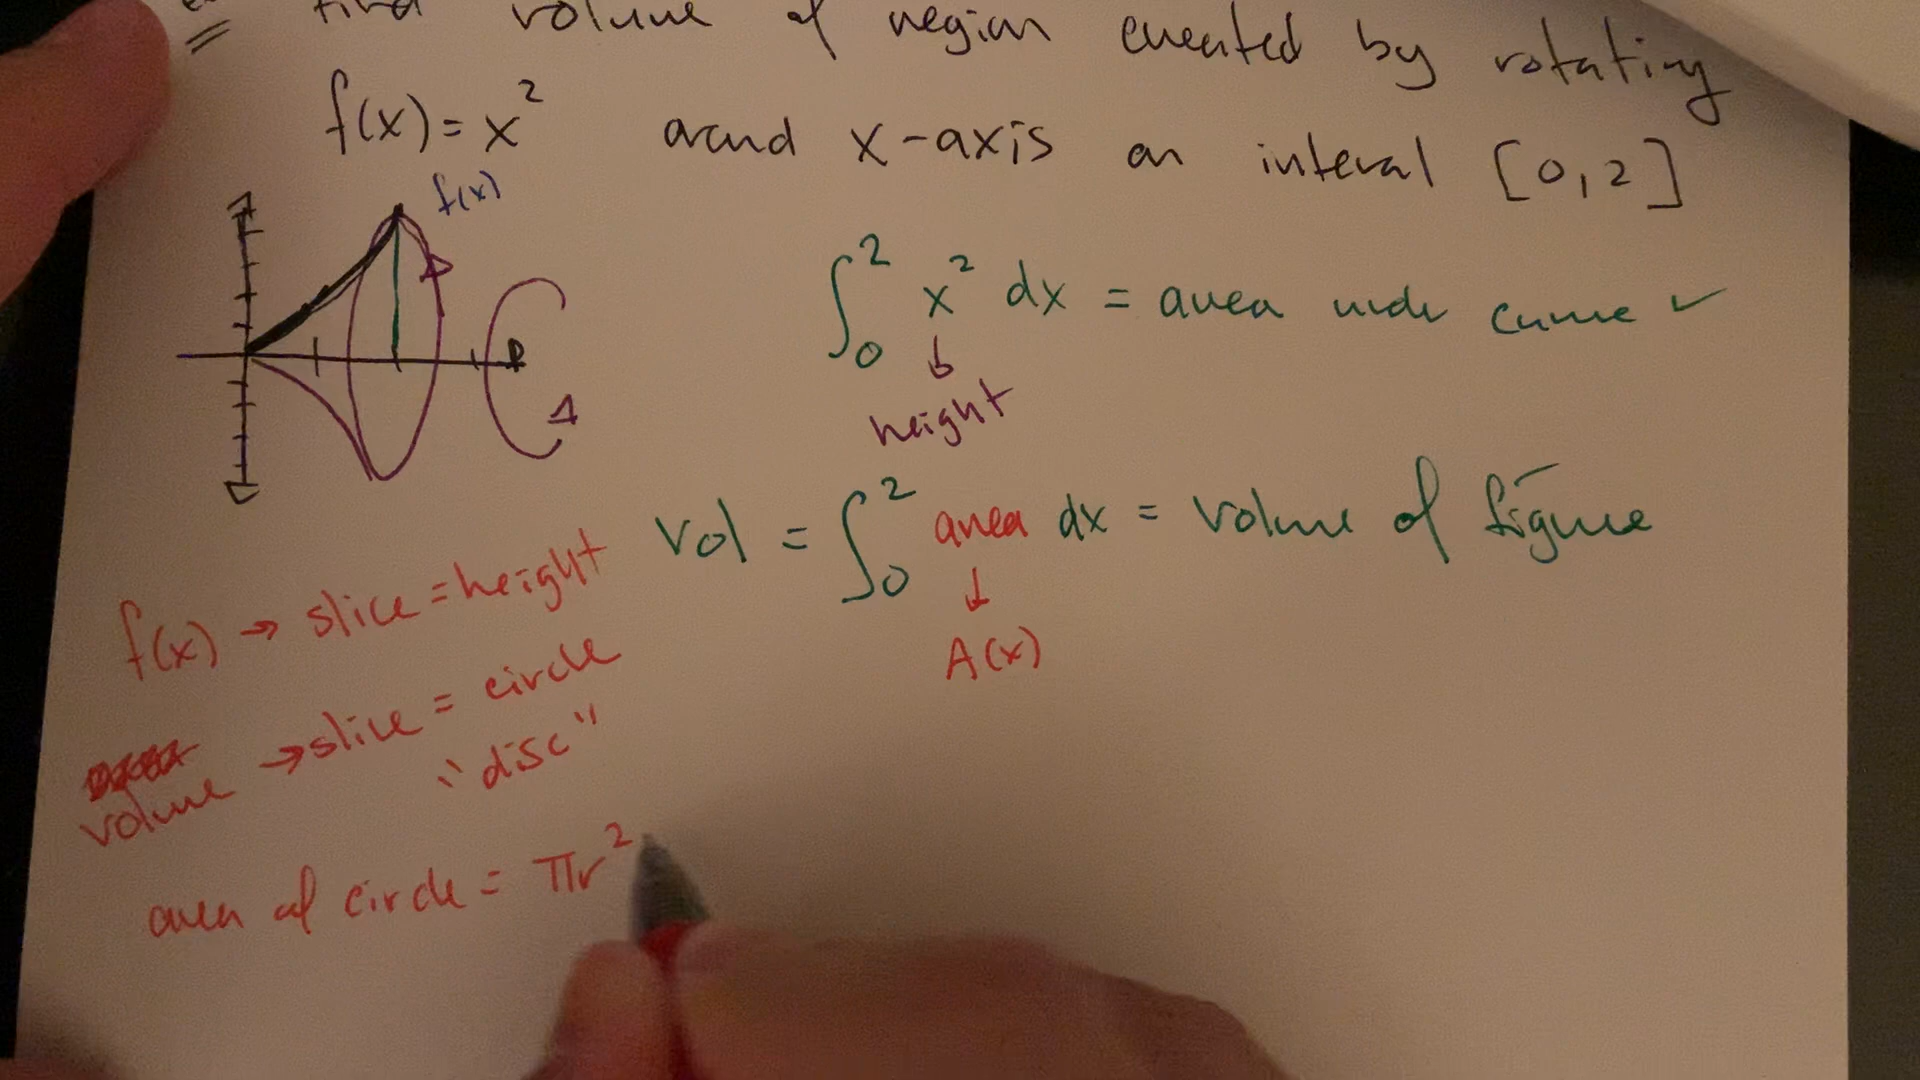 find volume of region created by rotating
f(x) = x² around x-axis on interval [0,2]
f(x)
∫₀² x² dx = area under curve ✓
height
Vol = ∫₀² area dx = volume of figure
A(x)
f(x) → slice = height
volume → slice = circle
"disc"
area of circle = πr²